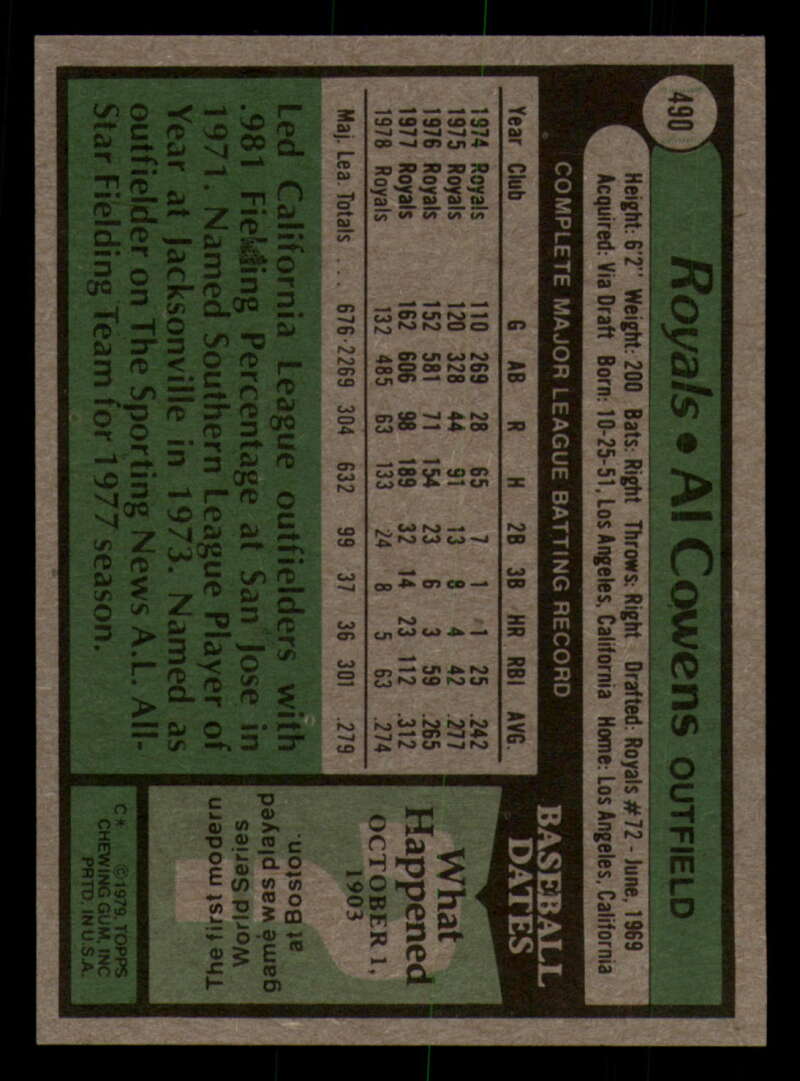 490
Royals • Al Cowens OUTFIELD
Height: 6'2" Weight: 200 Bats: Right Throws: Right Drafted: Royals #72 - June, 1969
Acquired: Via Draft Born: 10-25-51, Los Angeles, California Home: Los Angeles, California
COMPLETE MAJOR LEAGUE BATTING RECORD
Year Club G AB R H 2B 3B HR RBI AVG.
1974 Royals 110 269 28 65 7 1 1 25 .242
1975 Royals 120 328 44 91 13 8 4 42 .277
1976 Royals 152 581 71 154 23 6 3 59 .265
1977 Royals 162 606 98 189 32 14 23 112 .312
1978 Royals 132 485 63 133 24 8 5 63 .274
Maj. Lea. Totals . . . 676 2269 304 632 99 37 36 301 .279
Led California League outfielders with
.981 Fielding Percentage at San Jose in
1971. Named Southern League Player of
Year at Jacksonville in 1973. Named as
outfielder on The Sporting News A.L. All-
Star Fielding Team for 1977 season.
BASEBALL
DATES
What
Happened
OCTOBER 1,
1903
The first modern
World Series
game was played
at Boston.
C* ©1979, TOPPS
CHEWING GUM, INC
PRTD. IN U.S.A.